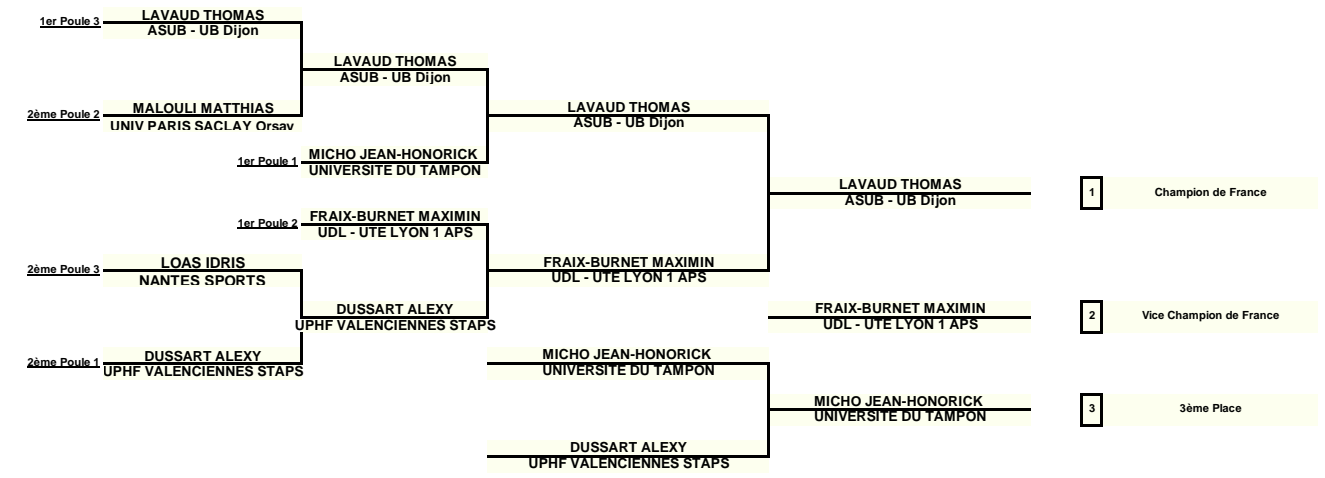 LAVAUD THOMAS
1er Poule 3
ASUB - UB Dijon
LAVAUD THOMAS
ASUB - UB Dijon
2ème Poule 2
MALOULI MATTHIAS
UNIV PARIS SACLAY Orsay
LAVAUD THOMAS
ASUB - UB Dijon
1er Poule 1
MICHO JEAN-HONORICK
UNIVERSITE DU TAMPON
LAVAUD THOMAS
ASUB - UB Dijon
1
Champion de France
1er Poule 2
FRAIX-BURNET MAXIMIN
UDL - UTE LYON 1 APS
2ème Poule 3
LOAS IDRIS
NANTES SPORTS
FRAIX-BURNET MAXIMIN
UDL - UTE LYON 1 APS
DUSSART ALEXY
UPHF VALENCIENNES STAPS
FRAIX-BURNET MAXIMIN
UDL - UTE LYON 1 APS
2
Vice Champion de France
2ème Poule 1
DUSSART ALEXY
UPHF VALENCIENNES STAPS
MICHO JEAN-HONORICK
UNIVERSITE DU TAMPON
MICHO JEAN-HONORICK
UNIVERSITE DU TAMPON
3
3ème Place
DUSSART ALEXY
UPHF VALENCIENNES STAPS